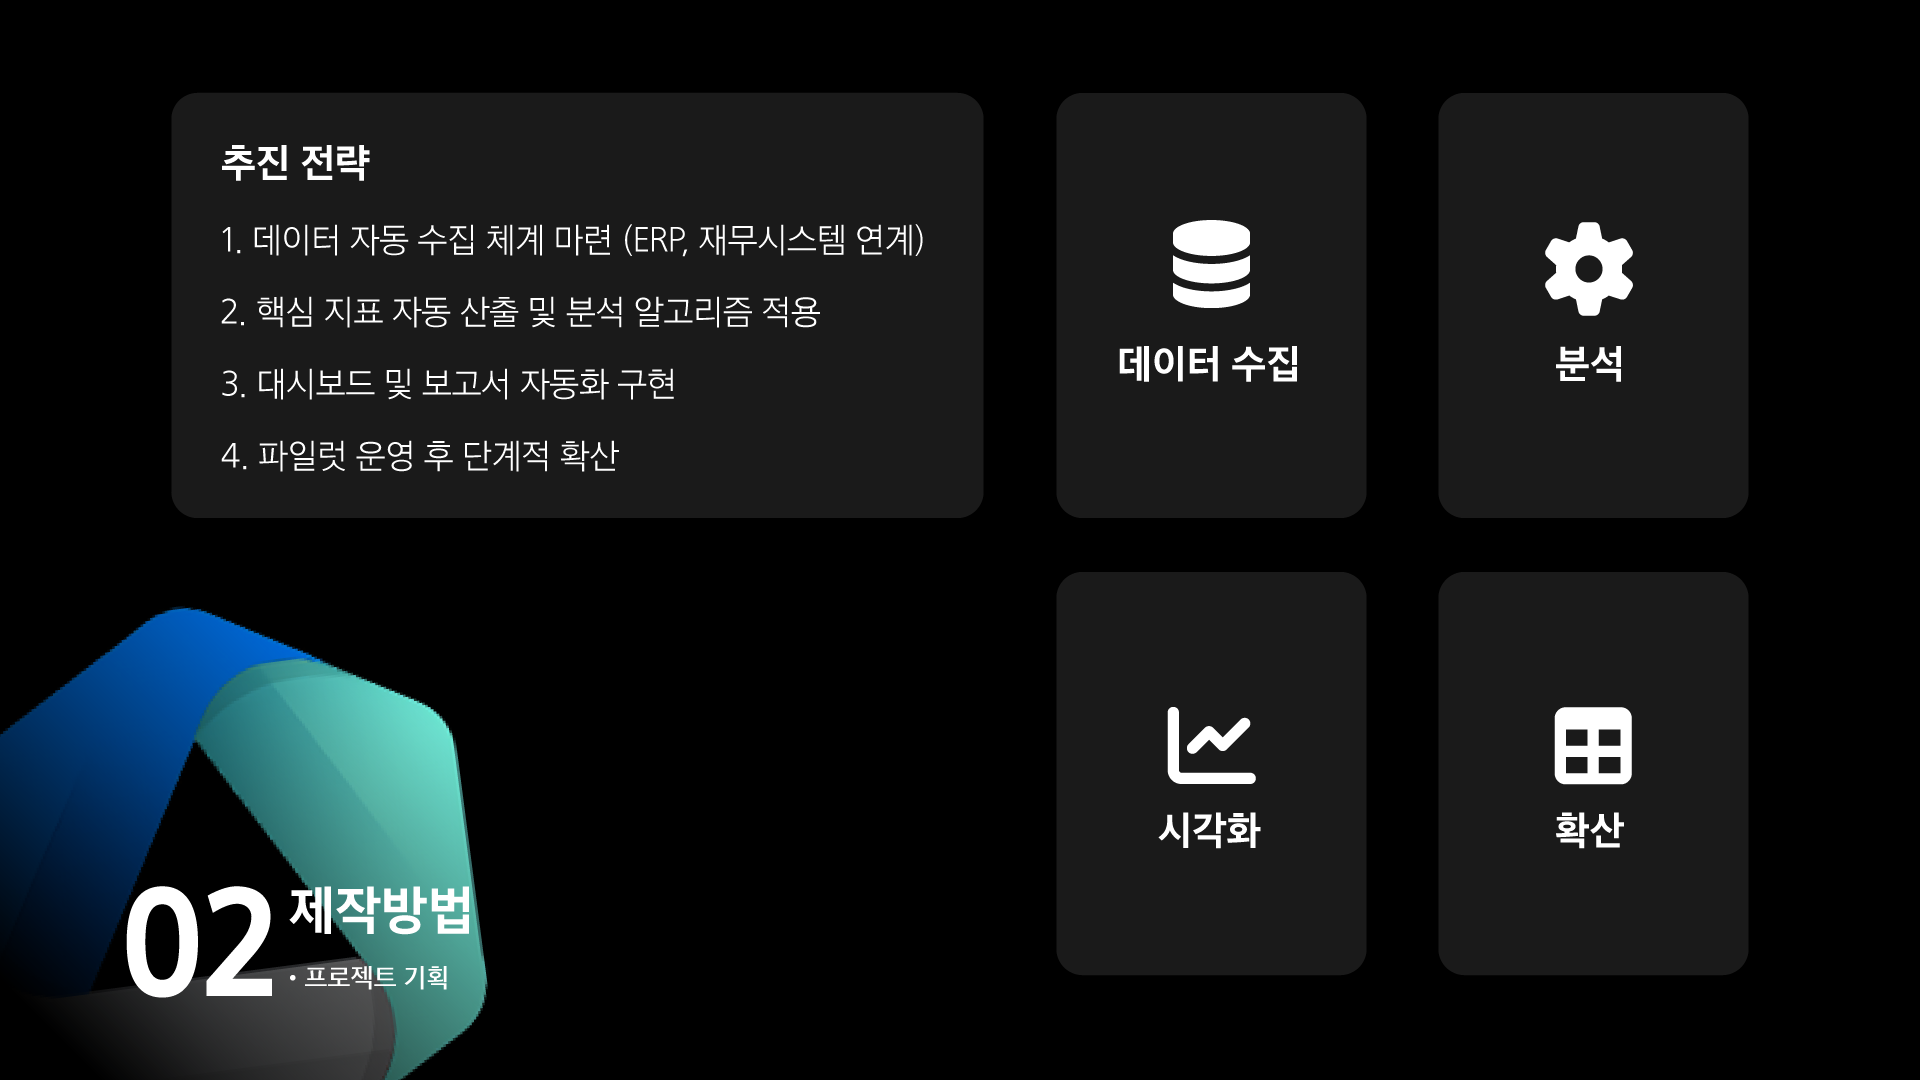 추진 전략
1. 데이터 자동 수집 체계 마련 (ERP, 재무시스템 연계)
2. 핵심 지표 자동 산출 및 분석 알고리즘 적용
3. 대시보드 및 보고서 자동화 구현
4. 파일럿 운영 후 단계적 확산
데이터 수집
분석
시각화
확산
02
제작방법
• 프로젝트 기획